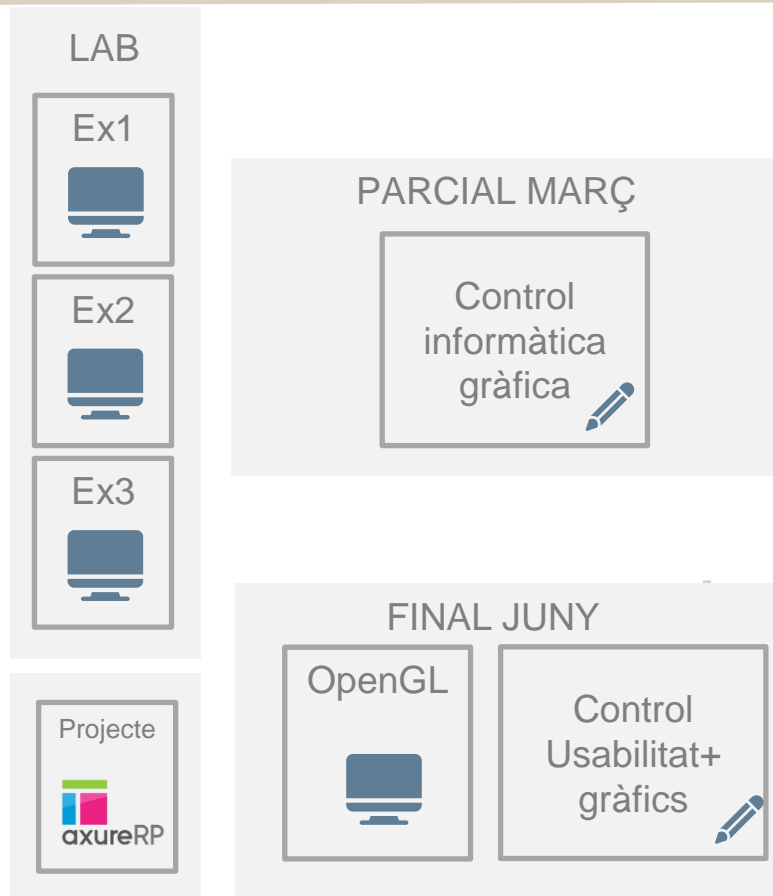 LAB
Ex1
Ex2
Ex3
Projecte
axureRP
PARCIAL MARÇ
Control
informàtica
gràfica
FINAL JUNY
OpenGL
Control
Usabilitat+
gràfics